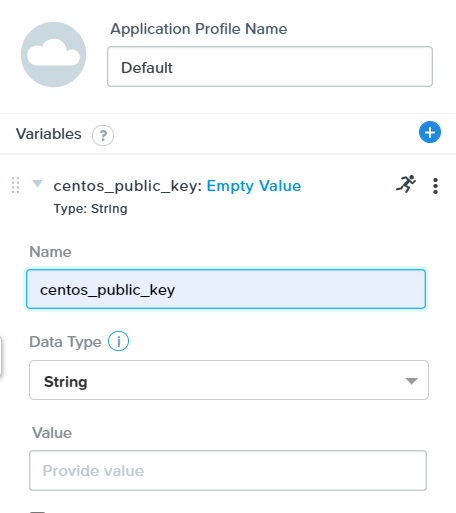 Application Profile Name
Default
Variables ?
+
centos_public_key: Empty Value
Type: String
Name
centos_public_key
Data Type i
String
Value
Provide value